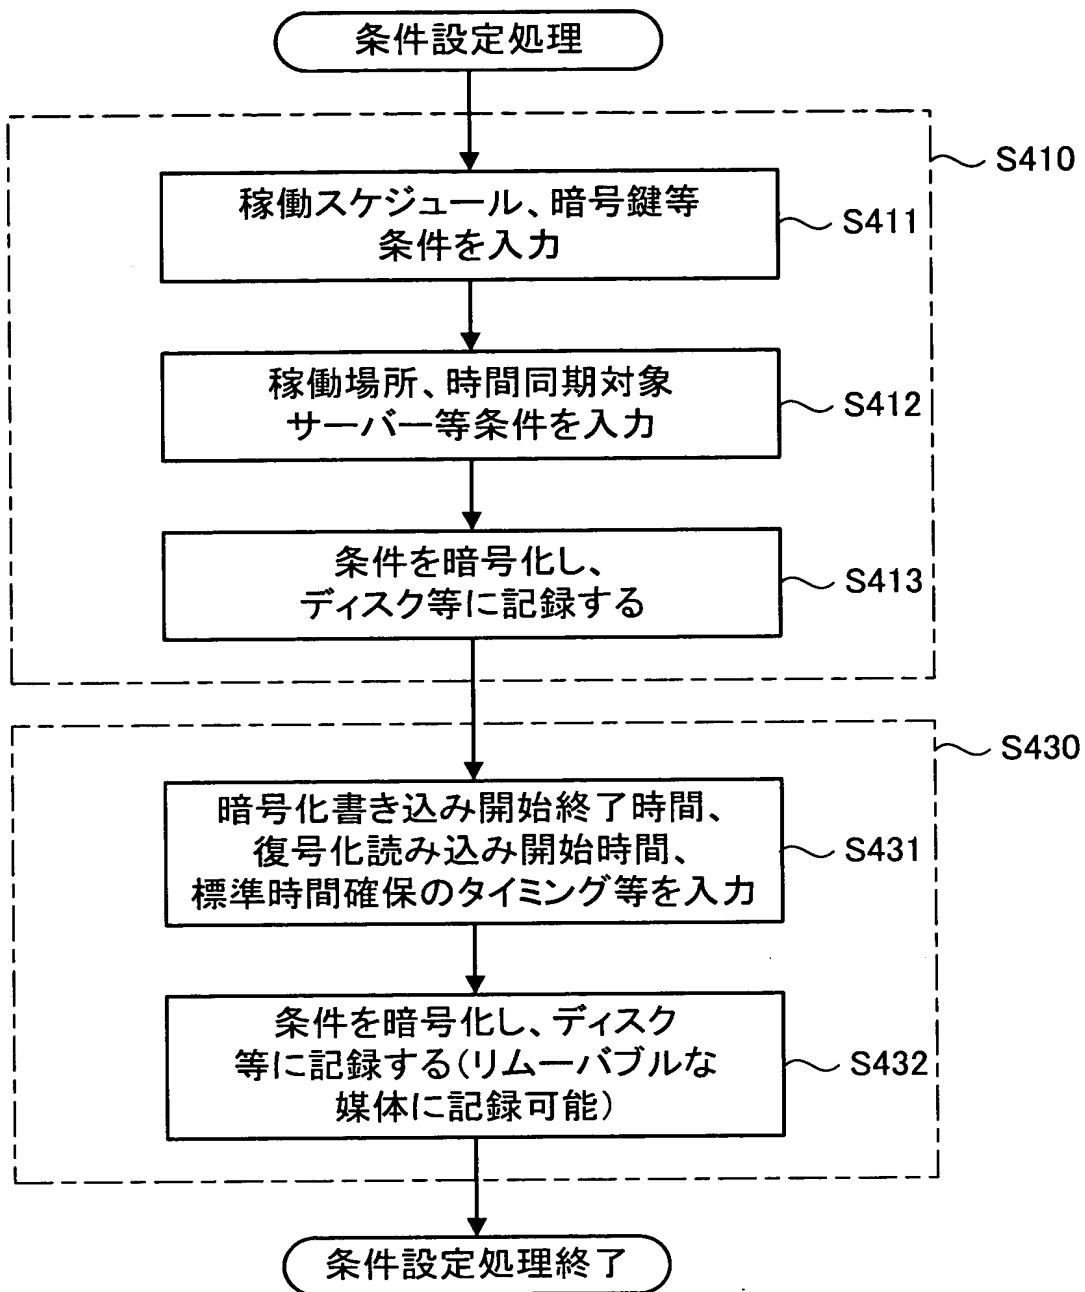 条件設定処理
S410
稼働スケジュール、暗号鍵等
条件を入力
S411
稼働場所、時間同期対象
サーバー等条件を入力
S412
条件を暗号化し、
ディスク等に記録する
S413
S430
暗号化書き込み開始終了時間、
復号化読み込み開始時間、
標準時間確保のタイミング等を入力
S431
条件を暗号化し、ディスク
等に記録する(リムーバブルな
媒体に記録可能)
S432
条件設定処理終了